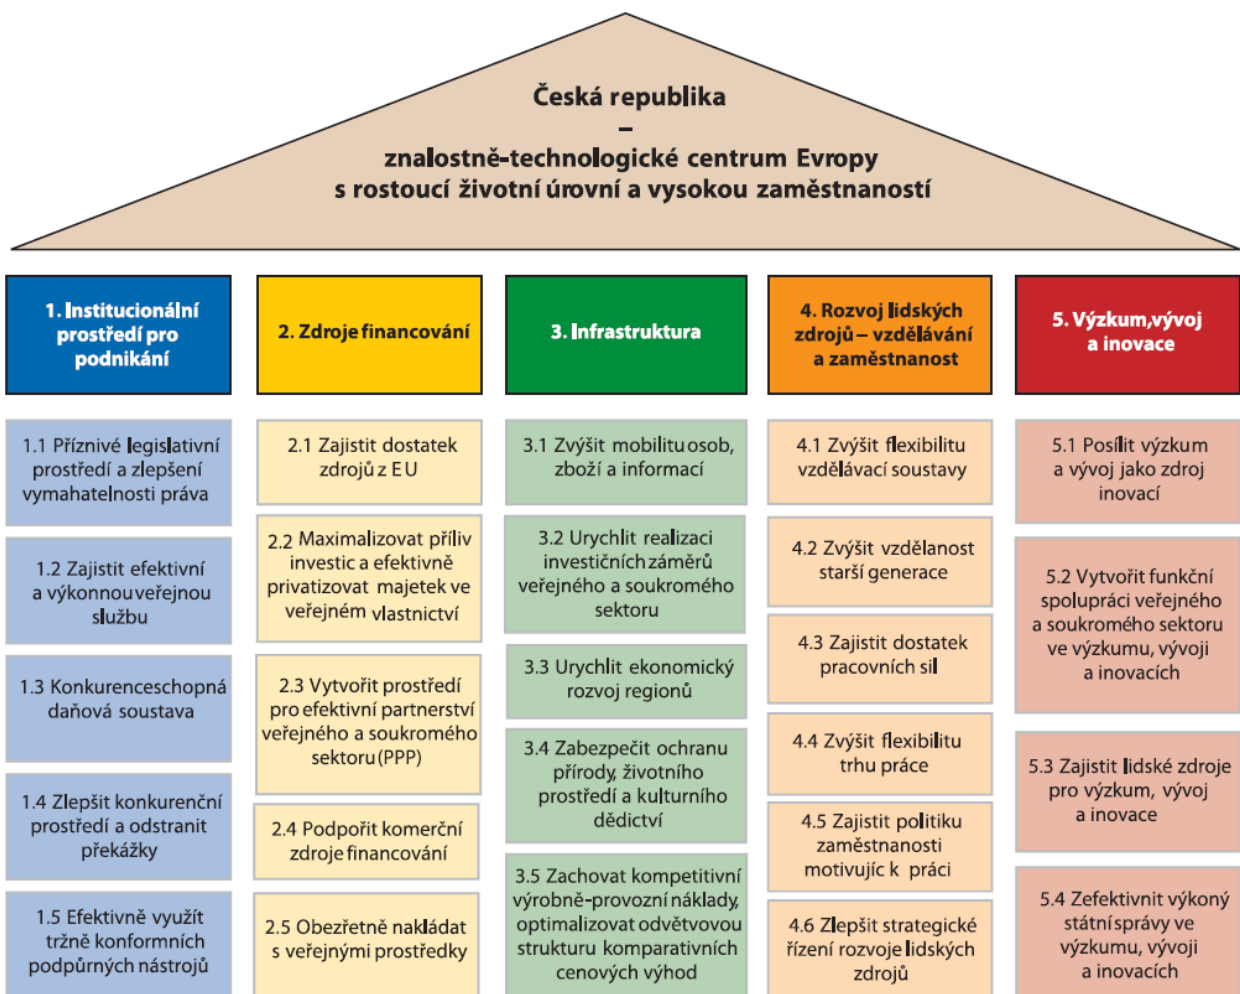 Česká republika
–
znalostně-technologické centrum Evropy
s rostoucí životní úrovní a vysokou zaměstnaností
1. Institucionální
prostředí pro
podnikání
2. Zdroje financování
3. Infrastruktura
4. Rozvoj lidských
zdrojů – vzdělávání
a zaměstnanost
5. Výzkum,vývoj
a inovace
1.1 Příznivé legislativní
prostředí a zlepšení
vymahatelnosti práva
1.2 Zajistit efektivní
a výkonnou veřejnou
službu
1.3 Konkurenceschopná
daňová soustava
1.4 Zlepšit konkurenční
prostředí a odstranit
překážky
1.5 Efektivně využít
tržně konformních
podpůrných nástrojů
2.1 Zajistit dostatek
zdrojů z EU
2.2 Maximalizovat příliv
investic a efektivně
privatizovat majetek ve
veřejném vlastnictví
2.3 Vytvořit prostředí
pro efektivní partnerství
veřejného a soukromého
sektoru (PPP)
2.4 Podpořit komerční
zdroje financování
2.5 Obezřetně nakládat
s veřejnými prostředky
3.1 Zvýšit mobilitu osob,
zboží a informací
3.2 Urychlit realizaci
investičních záměrů
veřejného a soukromého
sektoru
3.3 Urychlit ekonomický
rozvoj regionů
3.4 Zabezpečit ochranu
přírody, životního
prostředí a kulturního
dědictví
3.5 Zachovat kompetitivní
výrobně-provozní náklady,
optimalizovat odvětvovou
strukturu komparativních
cenových výhod
4.1 Zvýšit flexibilitu
vzdělávací soustavy
4.2 Zvýšit vzdělanost
starší generace
4.3 Zajistit dostatek
pracovních sil
4.4 Zvýšit flexibilitu
trhu práce
4.5 Zajistit politiku
zaměstnanosti
motivujíc k práci
4.6 Zlepšit strategické
řízení rozvoje lidských
zdrojů
5.1 Posílit výzkum
a vývoj jako zdroj
inovací
5.2 Vytvořit funkční
spolupráci veřejného
a soukromého sektoru
ve výzkumu, vývoji
a inovacích
5.3 Zajistit lidské zdroje
pro výzkum, vývoj
a inovace
5.4 Zefektivnit výkony
státní správy ve
výzkumu, vývoji
a inovacích